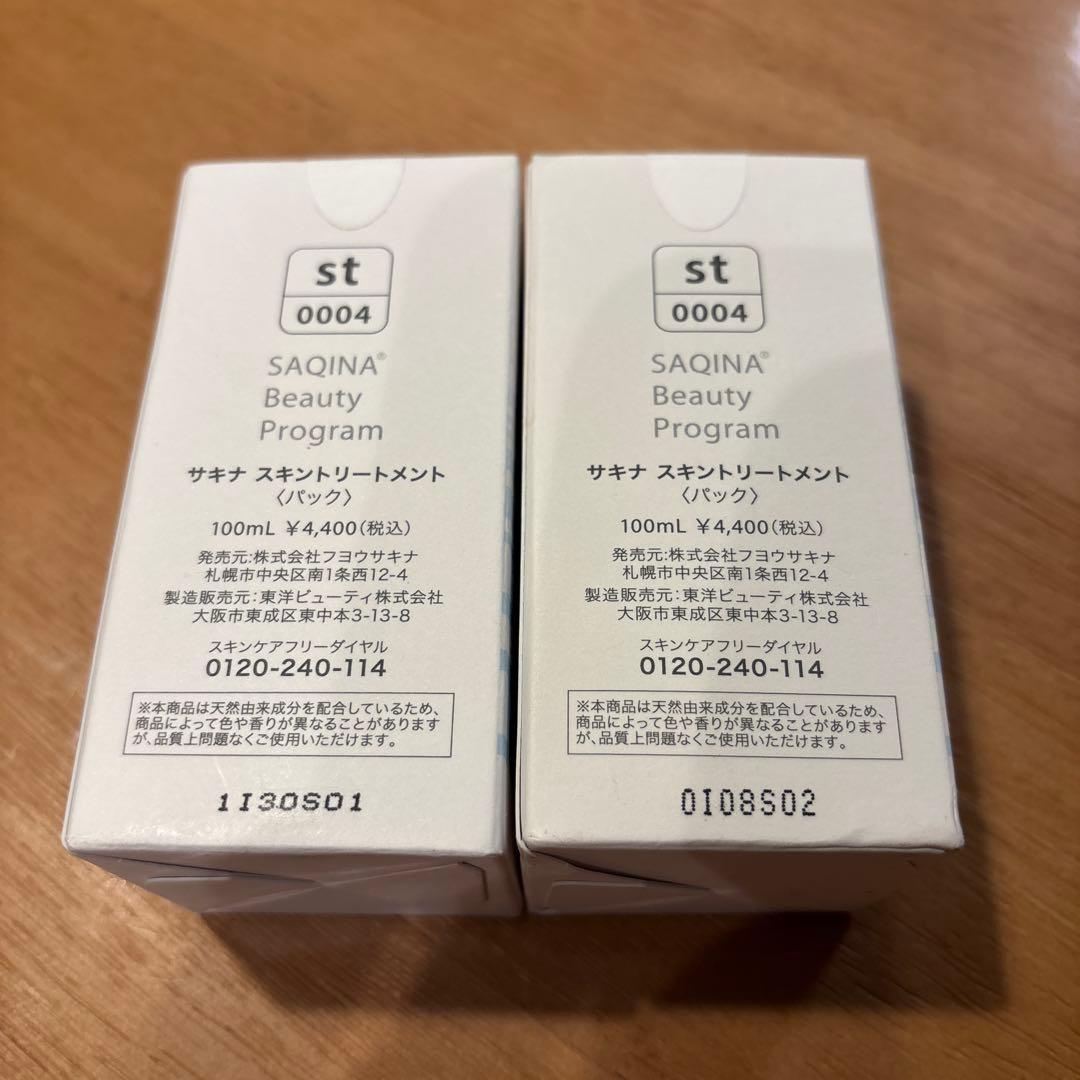 st
0004
SAQINA®
Beauty
Program
サキナ スキントリートメント
〈パック〉
100mL ￥4,400(税込)
発売元:株式会社フヨウサキナ
札幌市中央区南1条西12-4
製造販売元:東洋ビューティ株式会社
大阪市東成区東中本3-13-8
スキンケアフリーダイヤル
0120-240-114
※本商品は天然由来成分を配合しているため、
商品によって色や香りが異なることがあります
が、品質上問題なくご使用いただけます。
1I30S01
st
0004
SAQINA®
Beauty
Program
サキナ スキントリートメント
〈パック〉
100mL ￥4,400(税込)
発売元:株式会社フヨウサキナ
札幌市中央区南1条西12-4
製造販売元:東洋ビューティ株式会社
大阪市東成区東中本3-13-8
スキンケアフリーダイヤル
0120-240-114
※本商品は天然由来成分を配合しているため、
商品によって色や香りが異なることがあります
が、品質上問題なくご使用いただけます。
0I08S02